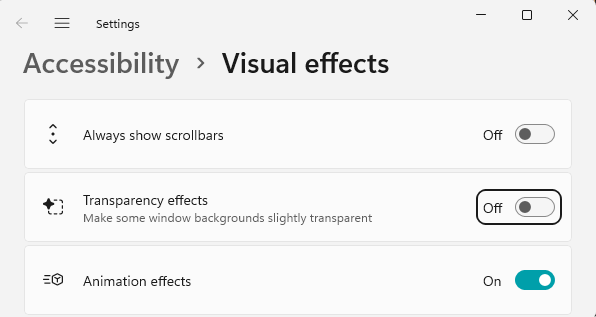 Settings
Accessibility > Visual effects
Always show scrollbars Off
Transparency effects
Make some window backgrounds slightly transparent
Off
Animation effects On